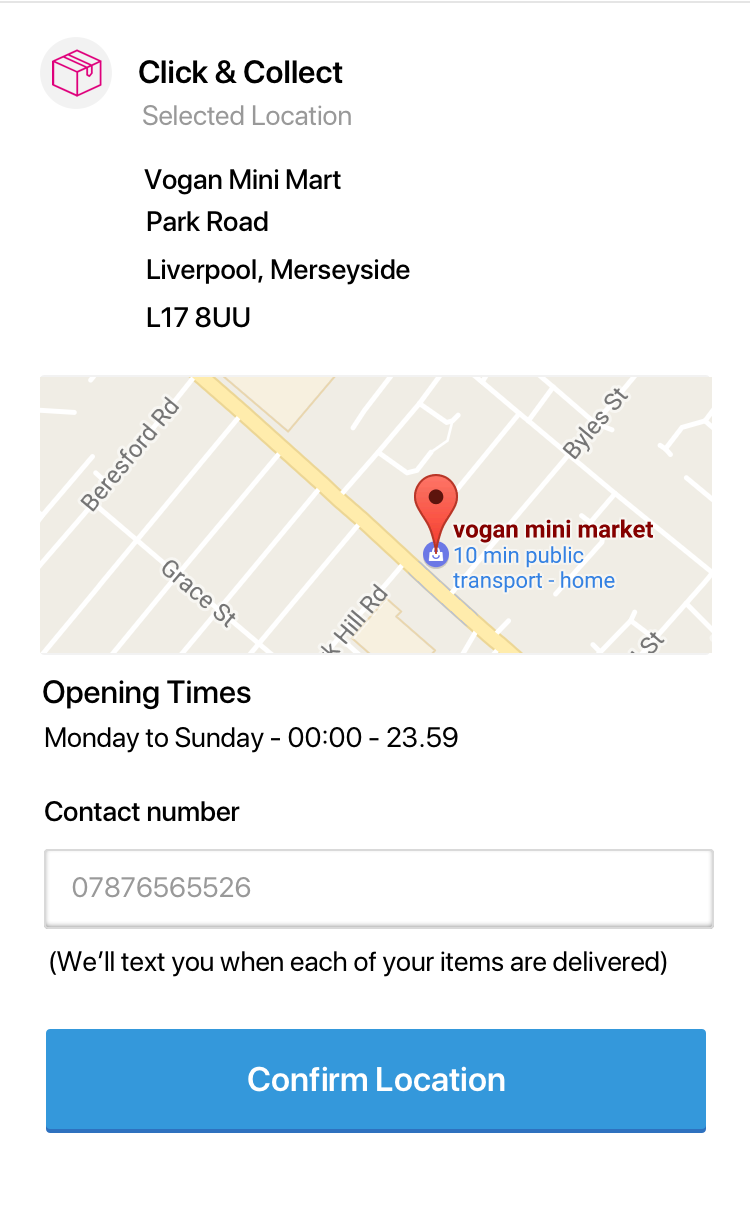 Click & Collect
Selected Location
Vogan Mini Mart
Park Road
Liverpool, Merseyside
L17 8UU
Beresford Rd
Byles St
vogan mini market
10 min public
transport - home
Grace St
k Hill Rd
St
Opening Times
Monday to Sunday - 00:00 - 23.59
Contact number
07876565526
(We’ll text you when each of your items are delivered)
Confirm Location